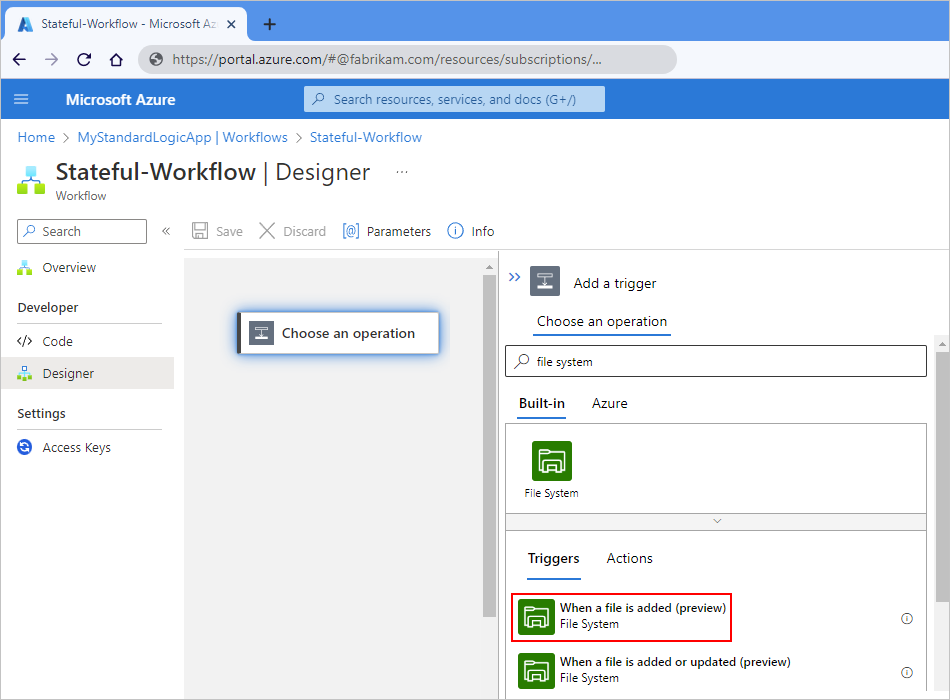 Stateful-Workflow - Microsoft Az
https://portal.azure.com/#@fabrikam.com/resources/subscriptions/...
Microsoft Azure
Search resources, services, and docs (G+/)
Home > MyStandardLogicApp | Workflows > Stateful-Workflow
Stateful-Workflow | Designer ...
Workflow
Search «
Save Discard [@] Parameters Info
Overview
Developer
</> Code
Designer
Settings
Access Keys
Choose an operation
Add a trigger
Choose an operation
file system
Built-in Azure
File System
Triggers Actions
When a file is added (preview)
File System
When a file is added or updated (preview)
File System